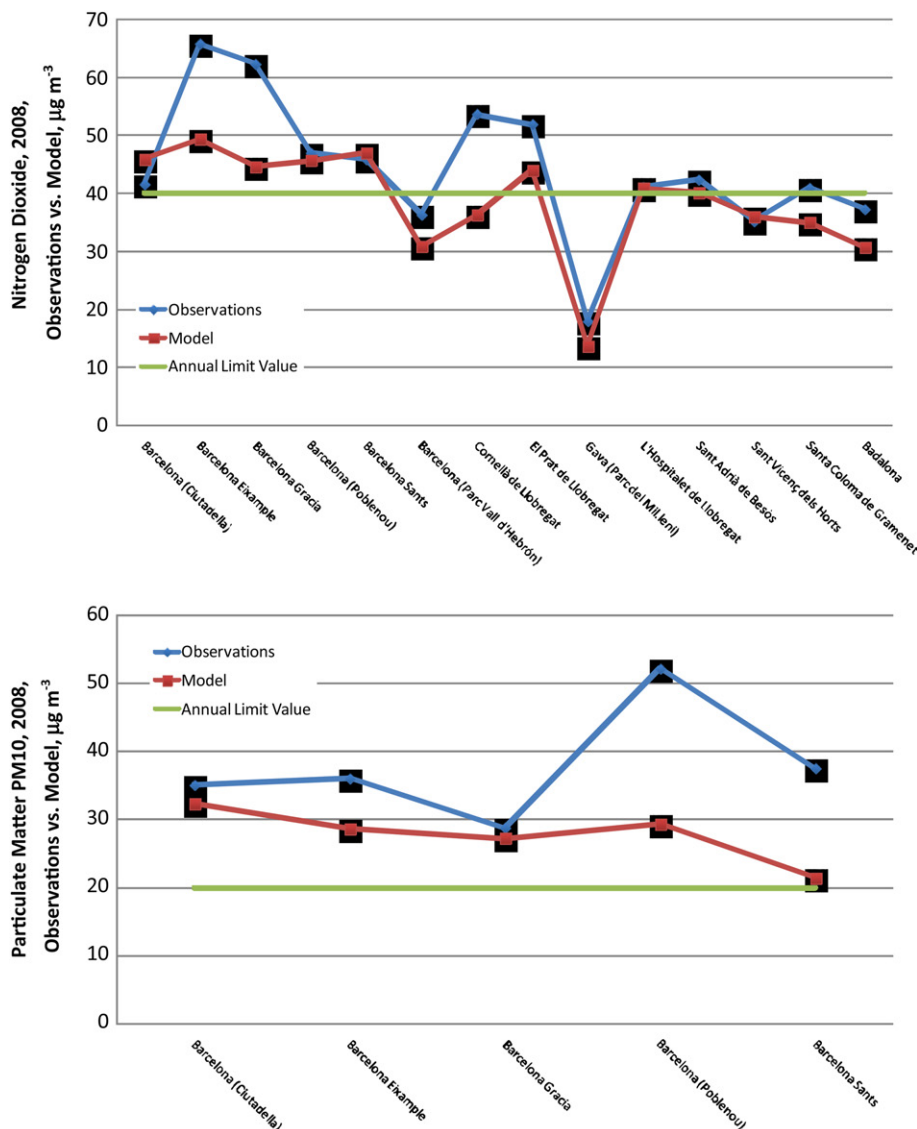 Nitrogen Dioxide, 2008,
Observations vs. Model, µg m-3
70
60
50
40
30
20
10
0
Observations
Model
Annual Limit Value
Barcelona (Clutadella)
Barcelona Eixample
Barcelona Gracia
Barcelona (Poblenou)
Barcelona Sants
Barcelona (Parc Vall d'Hebrón)
Cornellà de Llobregat
El Prat de Llobregat
Gava (Parc del Mil.leni)
L'Hospitalet de Llobregat
Sant Adrià de Besòs
Sant Vicenç dels Horts
Santa Coloma de Gramenet
Badalona
Particulate Matter PM10, 2008,
Observations vs. Model, µg m-3
60
50
40
30
20
10
0
Observations
Model
Annual Limit Value
Barcelona (Clutadella)
Barcelona Eixample
Barcelona Gracia
Barcelona (Poblenou)
Barcelona Sants